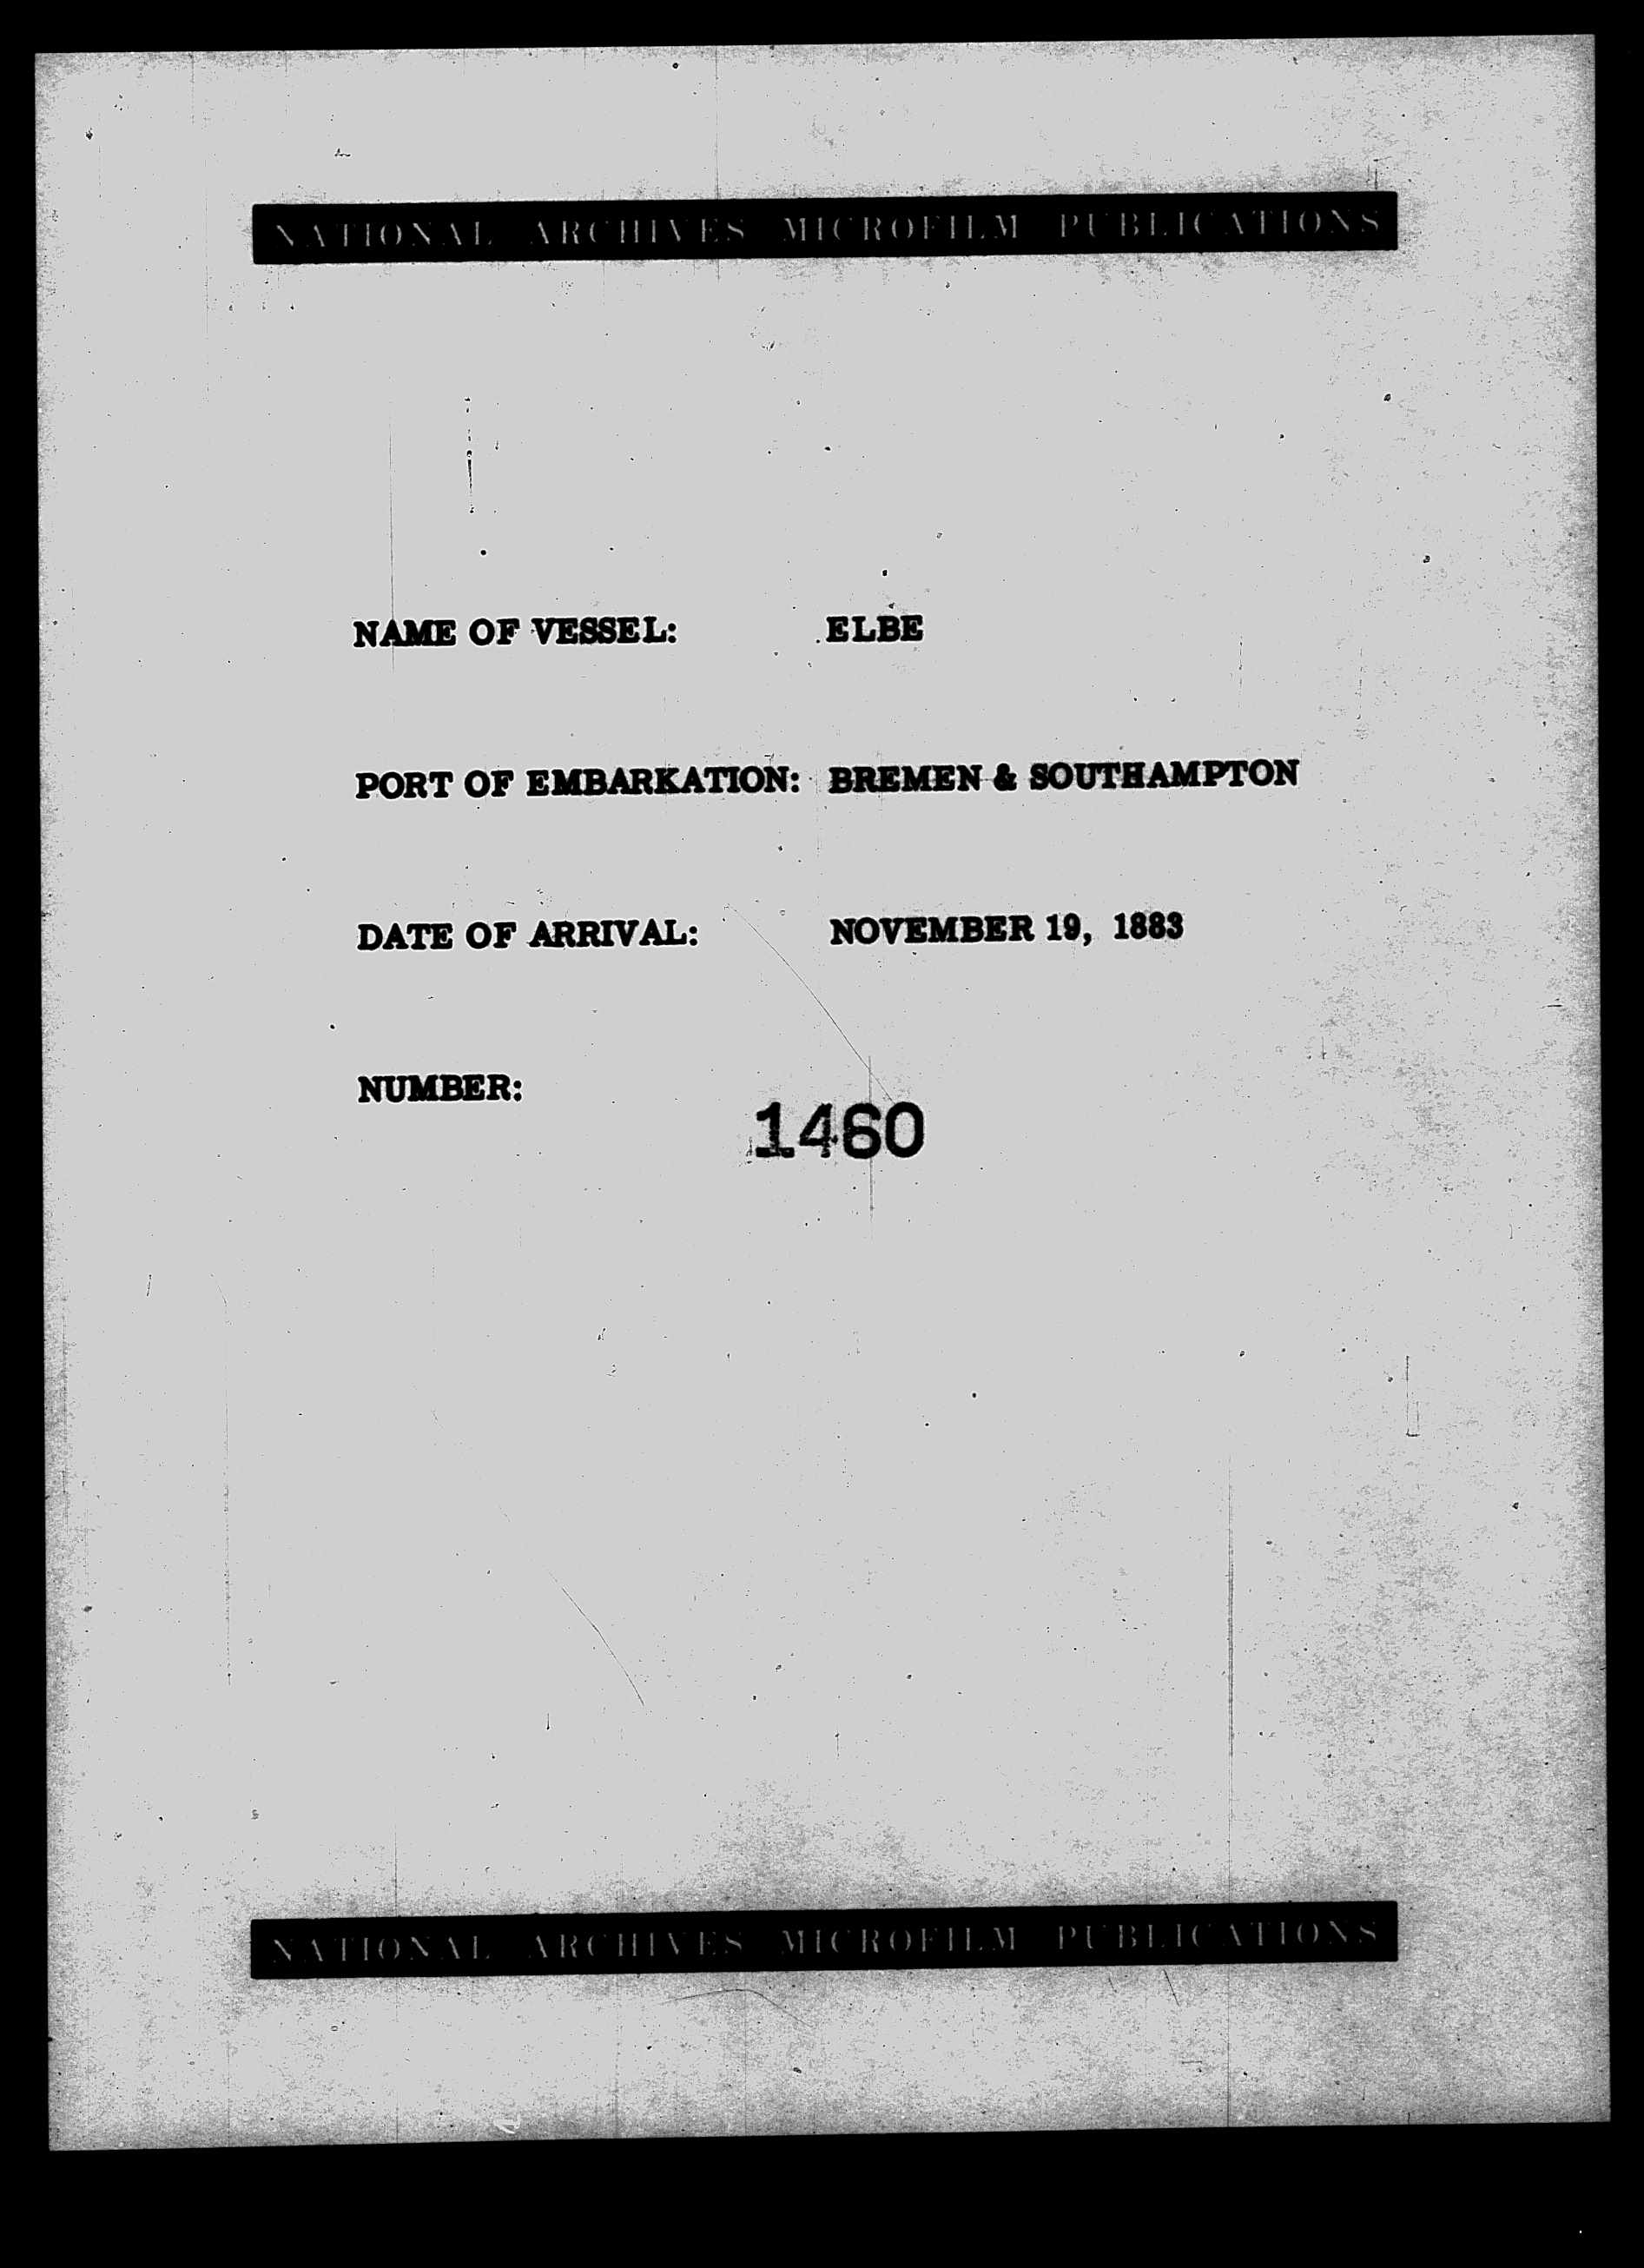 NATIONAL ARCHIVES MICROFILM PUBLICATIONS
NAME OF VESSEL: ELBE
PORT OF EMBARKATION: BREMEN & SOUTHAMPTON
DATE OF ARRIVAL: NOVEMBER 19, 1883
NUMBER:
1460
NATIONAL ARCHIVES MICROFILM PUBLICATIONS